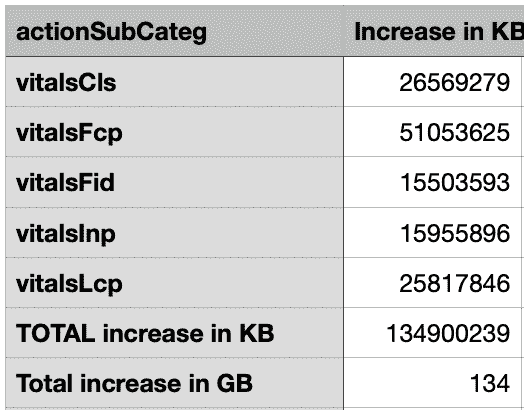 actionSubCateg Increase in KB
vitalsCls 26569279
vitalsFcp 51053625
vitalsFid 15503593
vitalsInp 15955896
vitalsLcp 25817846
TOTAL increase in KB 134900239
Total increase in GB 134